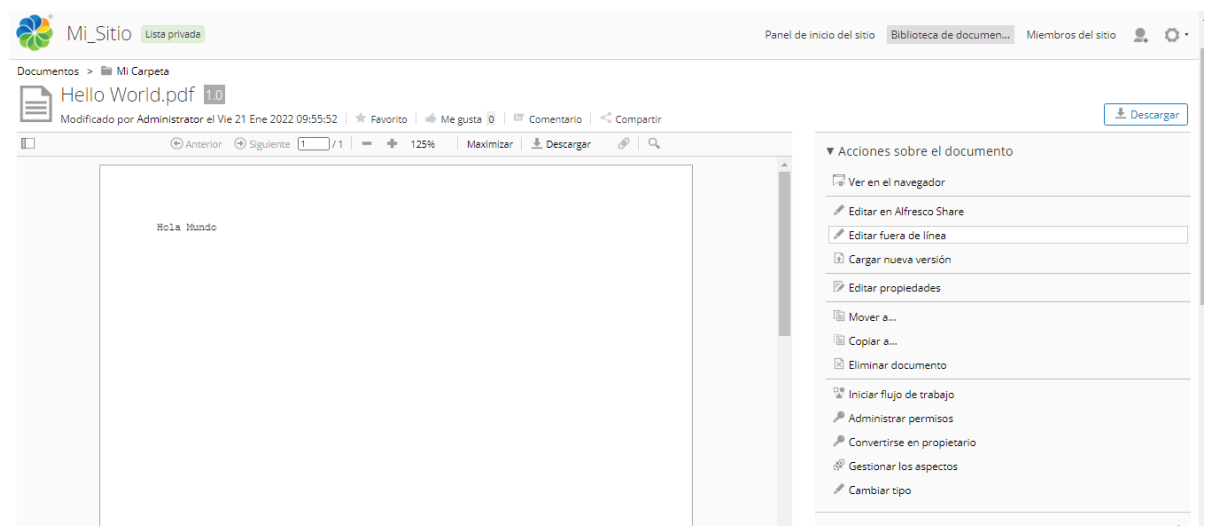 Mi_Sitio Lista privada Panel de inicio del sitio Biblioteca de documen... Miembros del sitio
Documentos > Mi Carpeta
Hello World.pdf 1.0
Modificado por Administrator el Vie 21 Ene 2022 09:55:52 Favorito Me gusta 0 Comentario Compartir
Descargar
Anterior Siguiente 1 / 1 125% Maximizar Descargar
Hola Mundo
Acciones sobre el documento
Ver en el navegador
Editar en Alfresco Share
Editar fuera de línea
Cargar nueva versión
Editar propiedades
Mover a...
Copiar a...
Eliminar documento
Iniciar flujo de trabajo
Administrar permisos
Convertirse en propietario
Gestionar los aspectos
Cambiar tipo